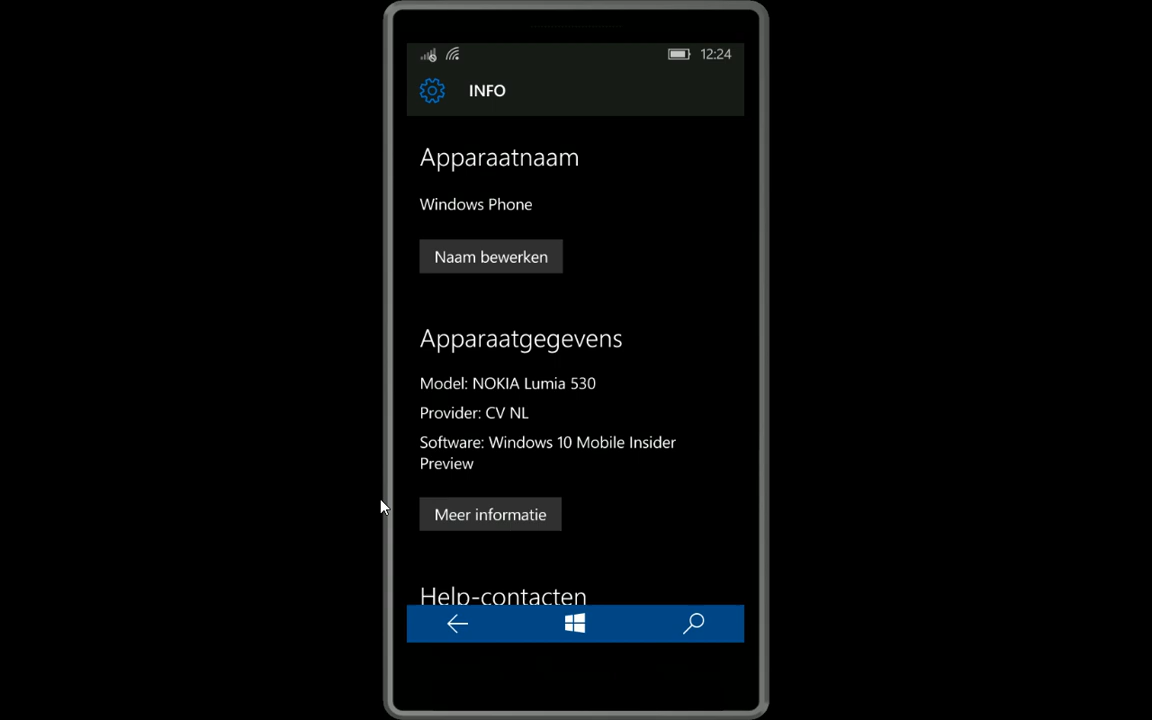 12:24
INFO
Apparaatnaam
Windows Phone
Naam bewerken
Apparaatgegevens
Model: NOKIA Lumia 530
Provider: CV NL
Software: Windows 10 Mobile Insider
Preview
Meer informatie
Help-contacten